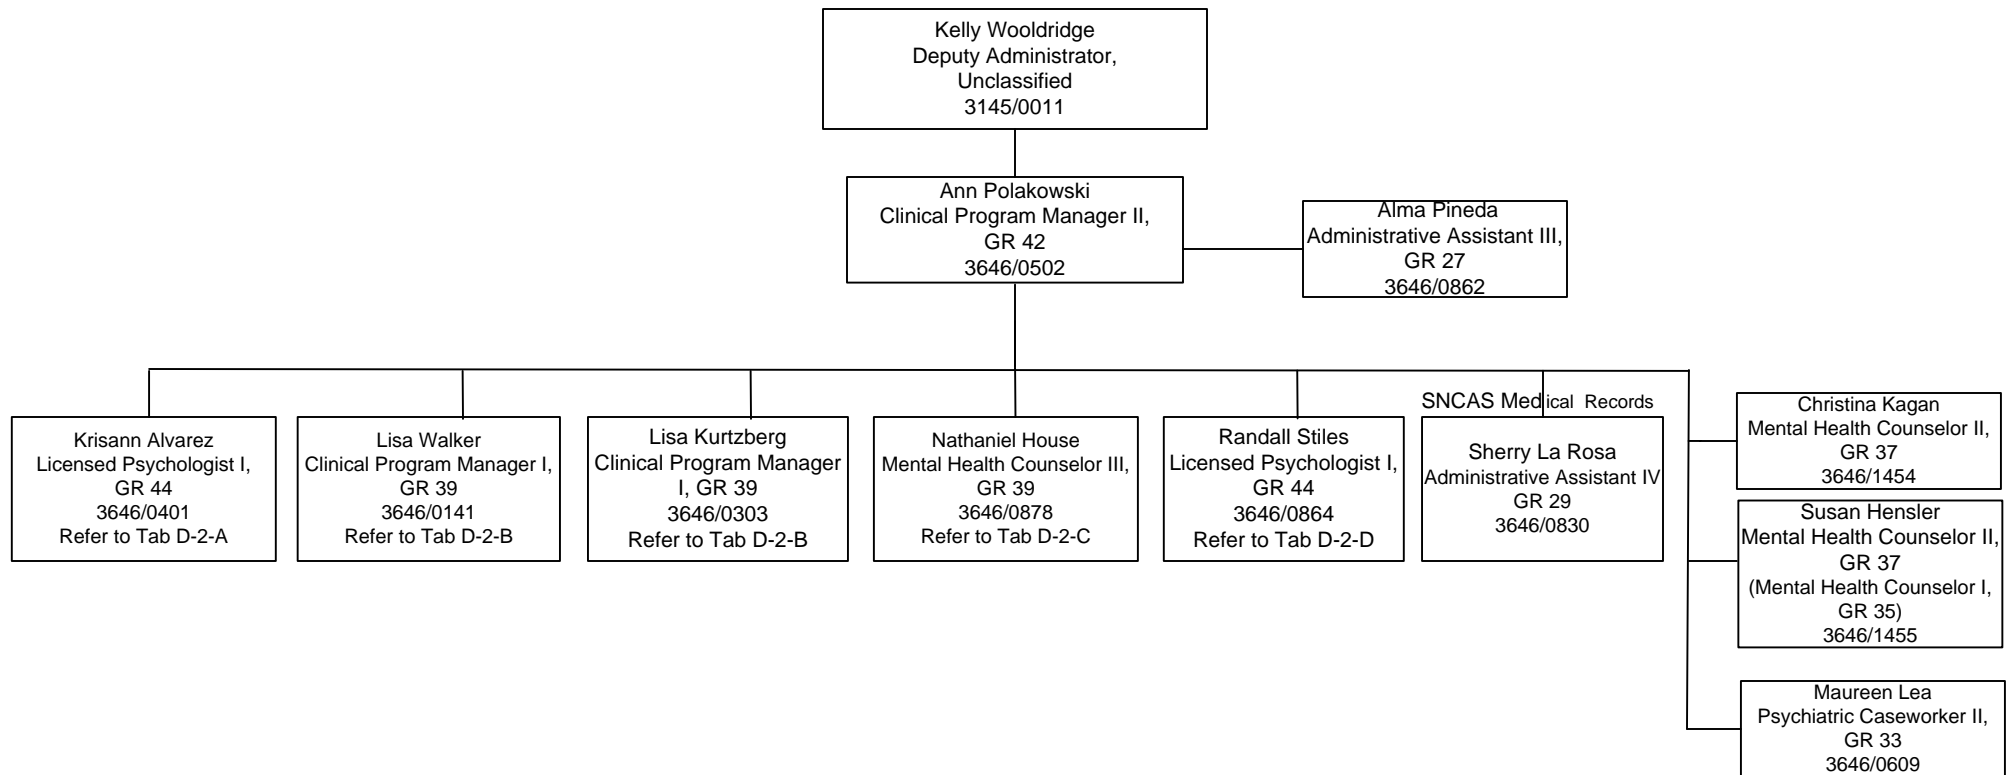 Kelly Wooldridge
Deputy Administrator,
Unclassified
3145/0011
Ann Polakowski
Clinical Program Manager II,
GR 42
3646/0502
Alma Pineda
Administrative Assistant III,
GR 27
3646/0862
Krisann Alvarez
Licensed Psychologist I,
GR 44
3646/0401
Refer to Tab D-2-A
Lisa Walker
Clinical Program Manager I,
GR 39
3646/0141
Refer to Tab D-2-B
Lisa Kurtzberg
Clinical Program Manager
I, GR 39
3646/0303
Refer to Tab D-2-B
Nathaniel House
Mental Health Counselor III,
GR 39
3646/0878
Refer to Tab D-2-C
Randall Stiles
Licensed Psychologist I,
GR 44
3646/0864
Refer to Tab D-2-D
SNCAS Medical Records
Sherry La Rosa
Administrative Assistant IV
GR 29
3646/0830
Christina Kagan
Mental Health Counselor II,
GR 37
3646/1454
Susan Hensler
Mental Health Counselor II,
GR 37
(Mental Health Counselor I,
GR 35)
3646/1455
Maureen Lea
Psychiatric Caseworker II,
GR 33
3646/0609